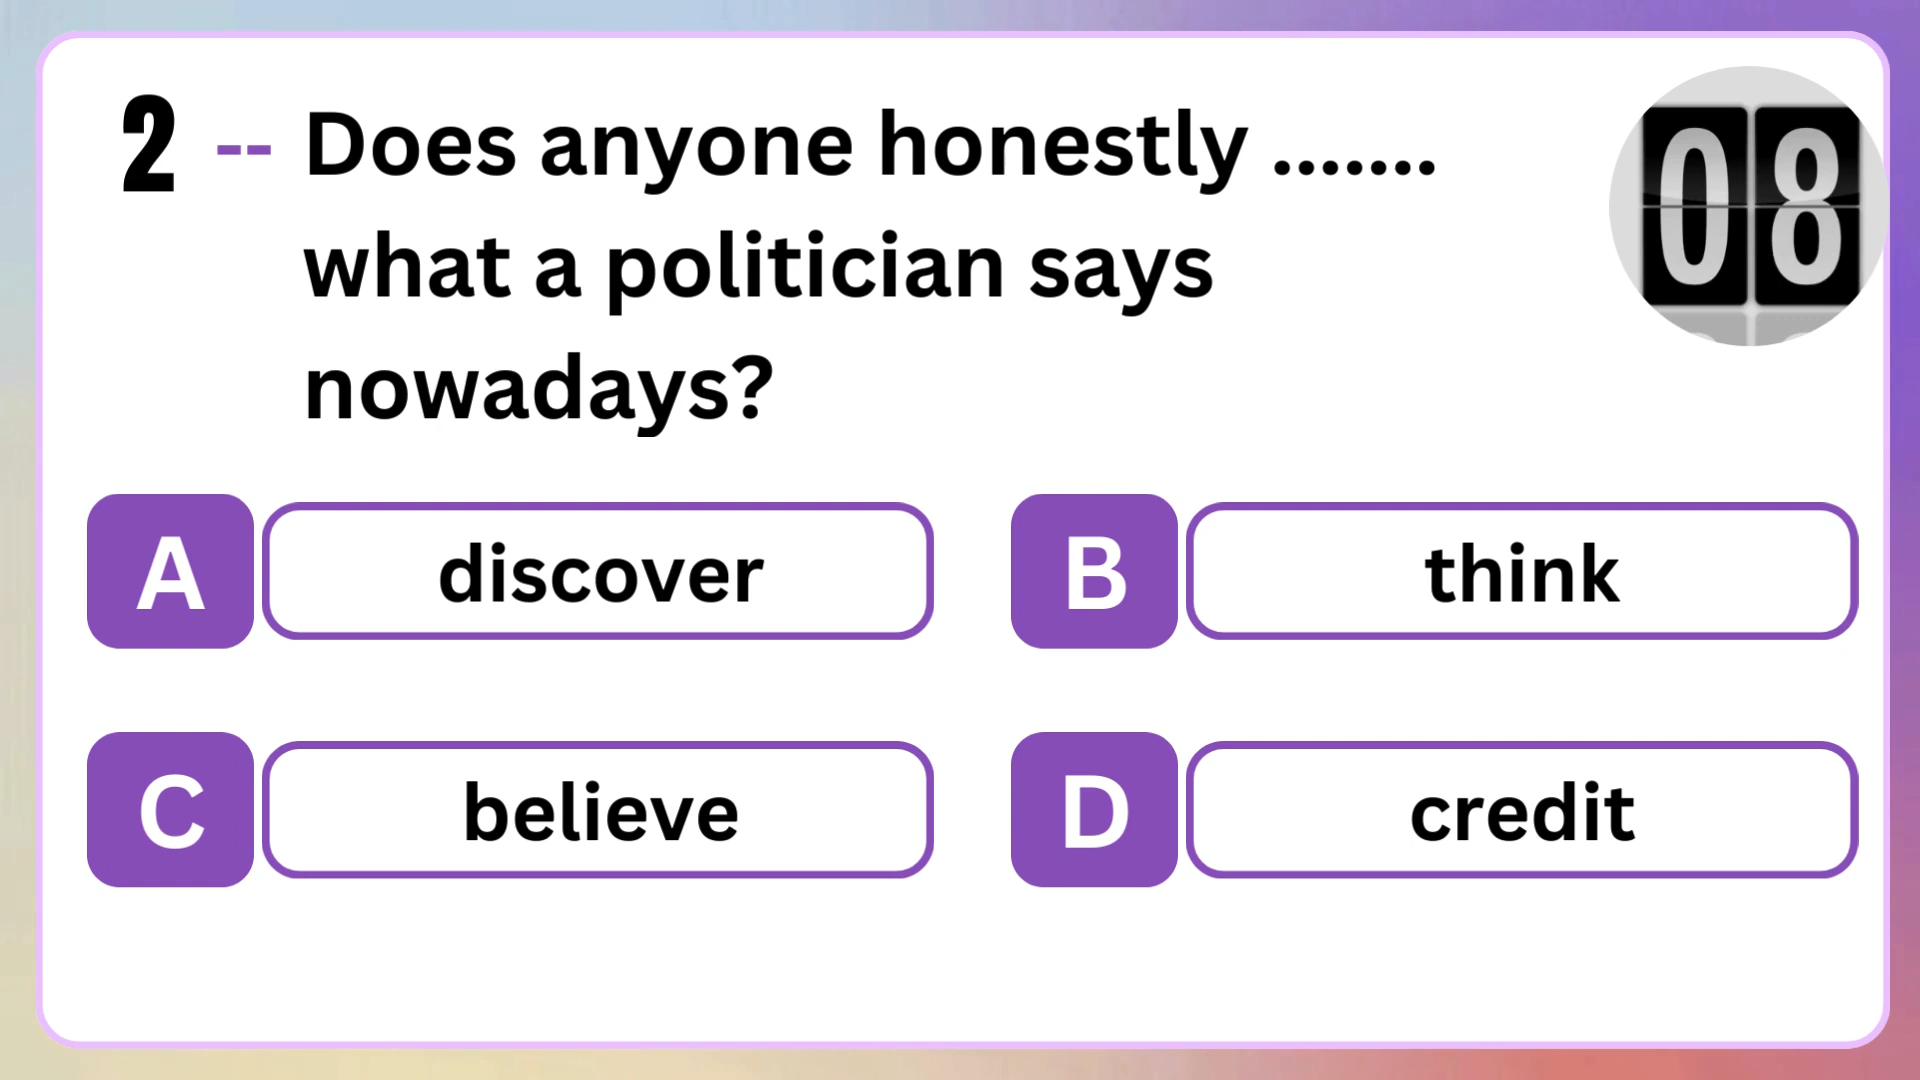 2 -- Does anyone honestly .......
what a politician says
nowadays?
08
A discover
B think
C believe
D credit